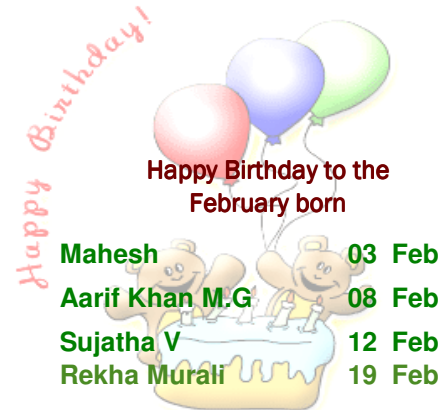 Happy Birthday!
Happy Birthday to the
February born
Mahesh 03 Feb
Aarif Khan M.G 08 Feb
Sujatha V 12 Feb
Rekha Murali 19 Feb